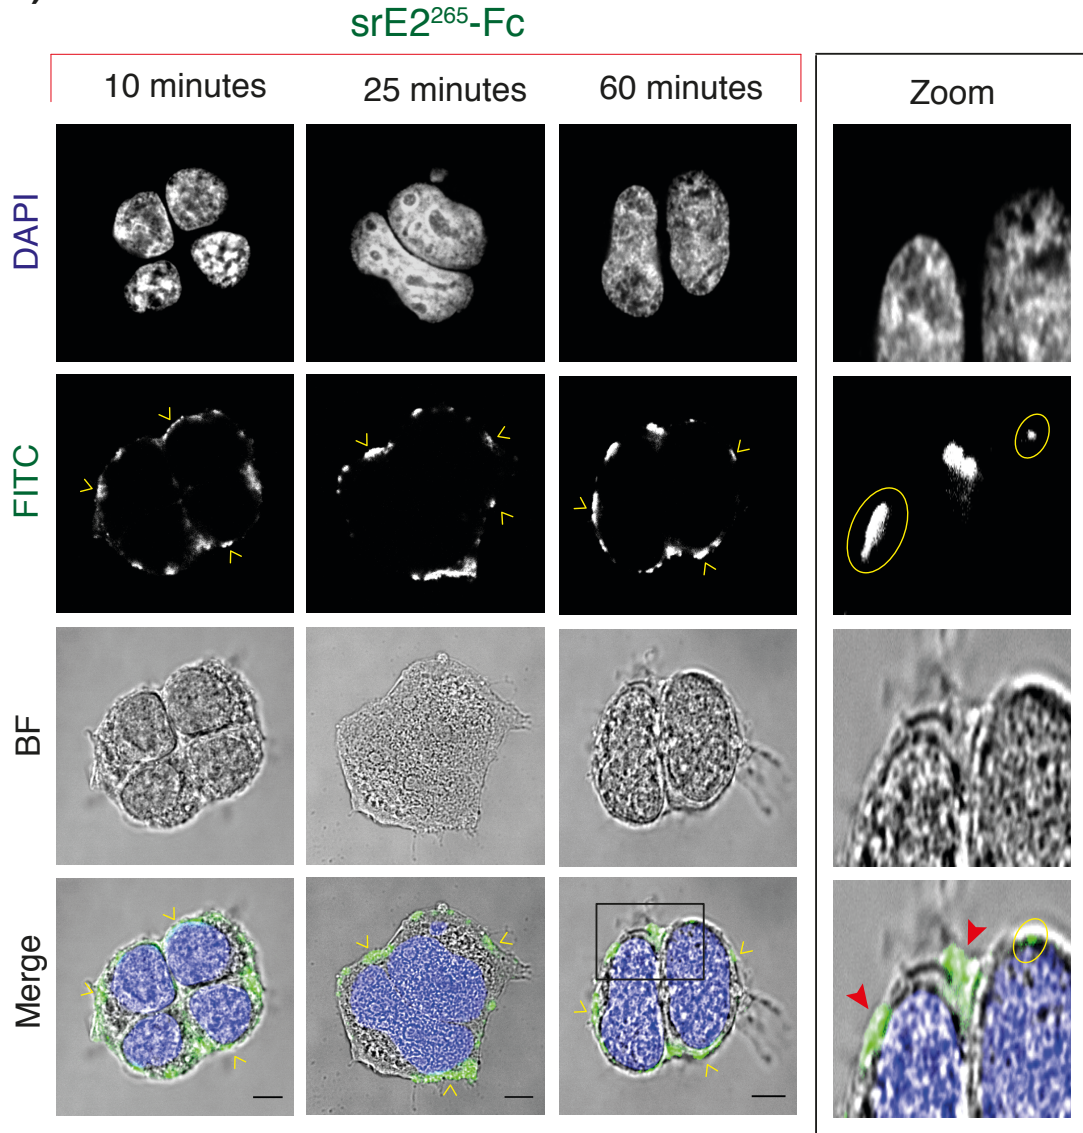 )
srE2²⁶⁵-Fc
10 minutes 25 minutes 60 minutes Zoom
DAPI
FITC
BF
Merge